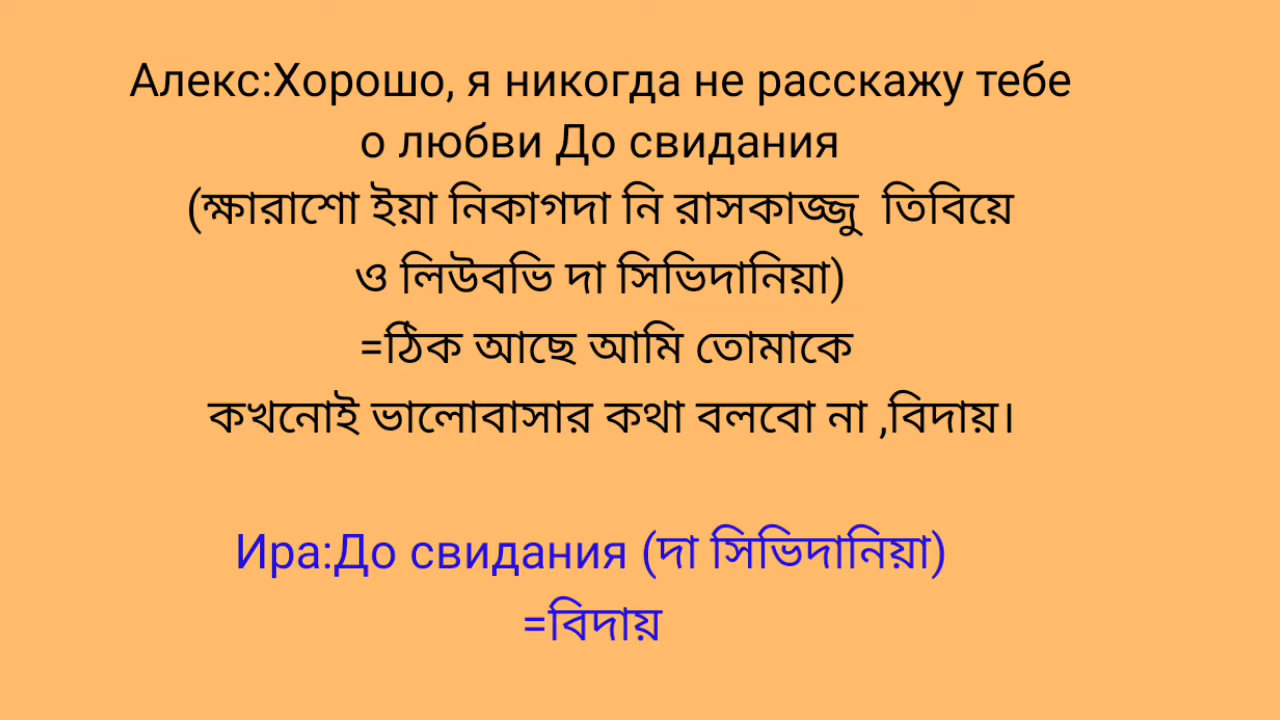 Алекс:Хорошо, я никогда не расскажу тебе
о любви До свидания
(ক্ষারাশো ইয়া নিকাগদা নি রাসকাজ্জু তিবিয়ে
ও লিউবভি দা সিভিদানিয়া)
=ঠিক আছে আমি তোমাকে
কখনোই ভালোবাসার কথা বলবো না ,বিদায়।
Ира:До свидания (দা সিভিদানিয়া)
=বিদায়